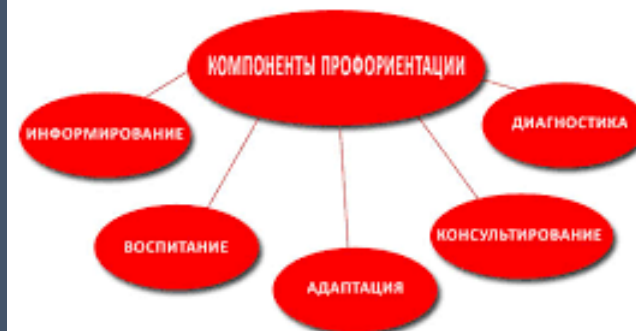 КОМПОНЕНТЫ ПРОФОРИЕНТАЦИИ
ИНФОРМИРОВАНИЕ
ДИАГНОСТИКА
ВОСПИТАНИЕ
КОНСУЛЬТИРОВАНИЕ
АДАПТАЦИЯ